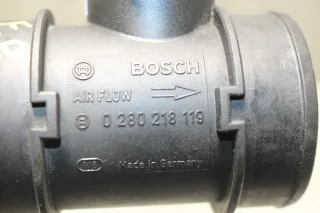 BOSCH
AIR FLOW
0 280 218 119
Made in Germany